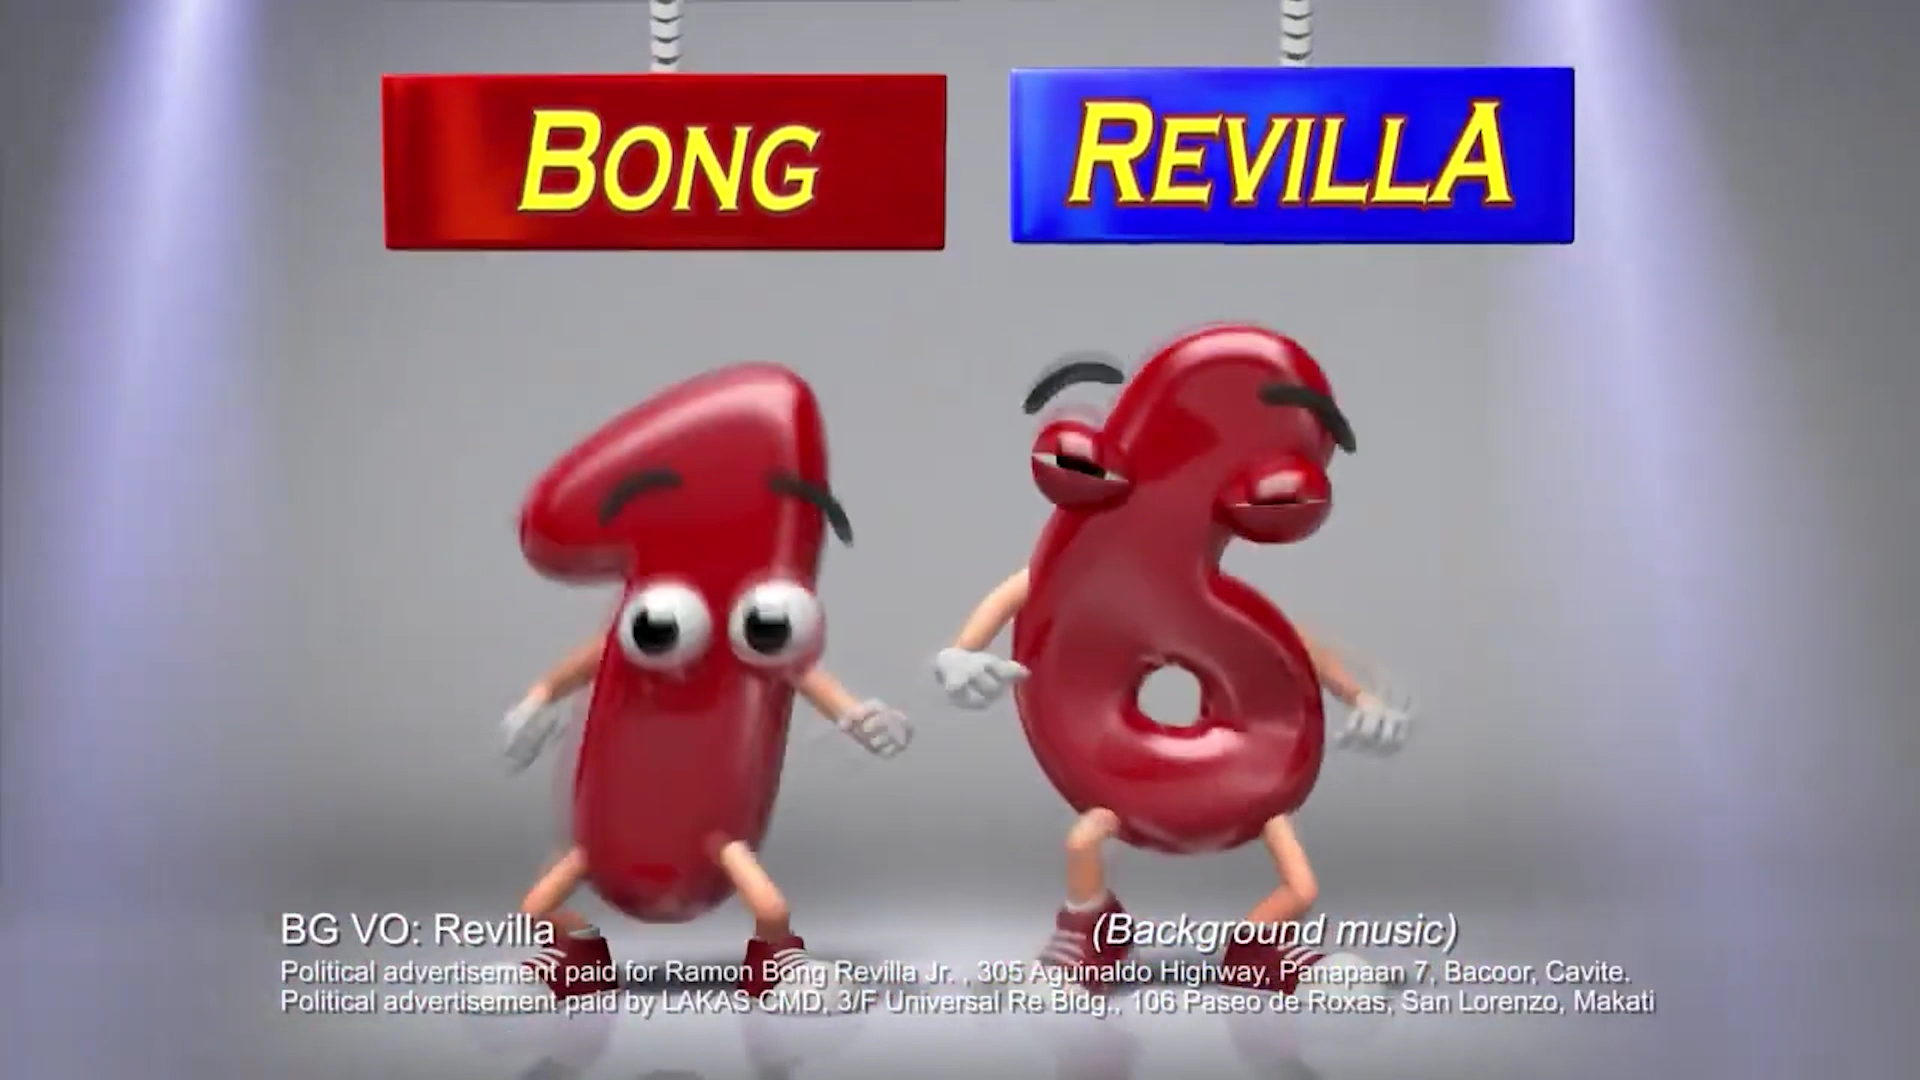 BONG
REVILLA
16
BG VO: Revilla
(Background music)
Political advertisement paid for Ramon Bong Revilla Jr. , 305 Aguinaldo Highway, Panapaan 7, Bacoor, Cavite.
Political advertisement paid by LAKAS CMD, 3/F Universal Re Bldg., 106 Paseo de Roxas, San Lorenzo, Makati